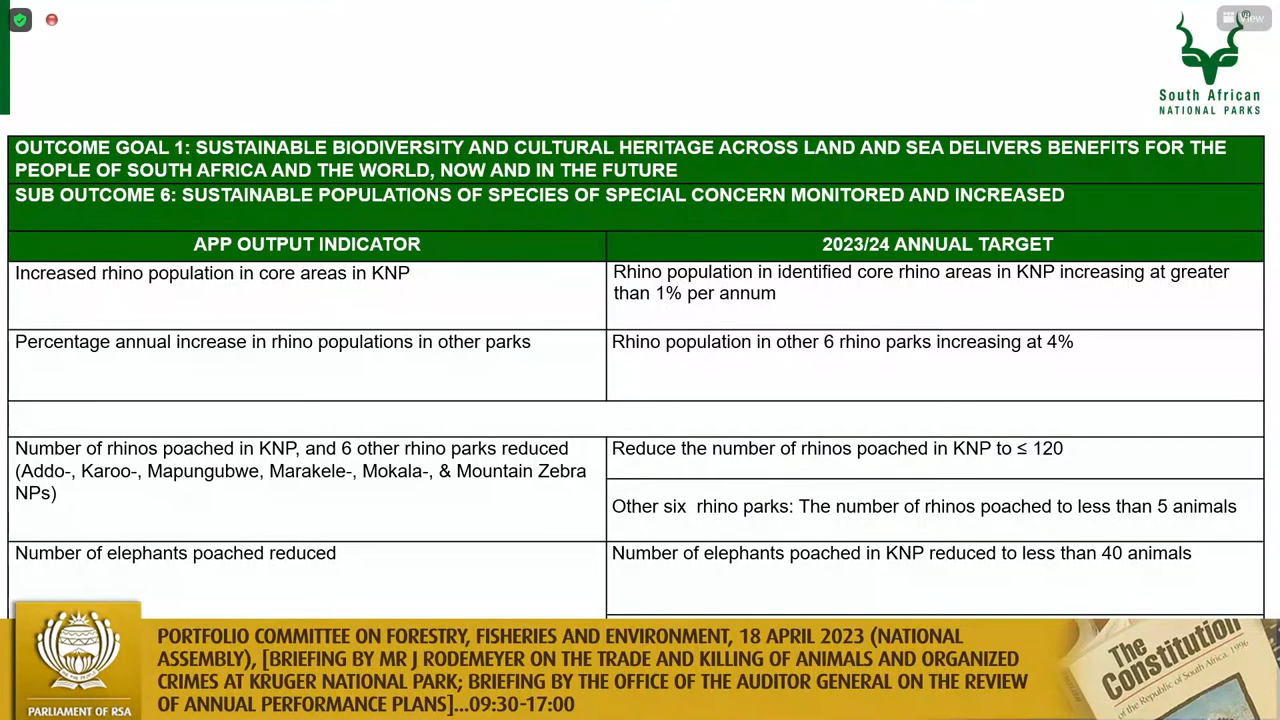 View
South African
NATIONAL PARKS
OUTCOME GOAL 1: SUSTAINABLE BIODIVERSITY AND CULTURAL HERITAGE ACROSS LAND AND SEA DELIVERS BENEFITS FOR THE
PEOPLE OF SOUTH AFRICA AND THE WORLD, NOW AND IN THE FUTURE
SUB OUTCOME 6: SUSTAINABLE POPULATIONS OF SPECIES OF SPECIAL CONCERN MONITORED AND INCREASED
APP OUTPUT INDICATOR
2023/24 ANNUAL TARGET
Increased rhino population in core areas in KNP
Rhino population in identified core rhino areas in KNP increasing at greater
than 1% per annum
Percentage annual increase in rhino populations in other parks
Rhino population in other 6 rhino parks increasing at 4%
Number of rhinos poached in KNP, and 6 other rhino parks reduced
(Addo-, Karoo-, Mapungubwe, Marakele-, Mokala-, & Mountain Zebra
NPs)
Reduce the number of rhinos poached in KNP to ≤ 120
Other six  rhino parks: The number of rhinos poached to less than 5 animals
Number of elephants poached reduced
Number of elephants poached in KNP reduced to less than 40 animals
PARLIAMENT OF RSA
PORTFOLIO COMMITTEE ON FORESTRY, FISHERIES AND ENVIRONMENT, 18 APRIL 2023 (NATIONAL
ASSEMBLY), [BRIEFING BY MR J RODEMEYER ON THE TRADE AND KILLING OF ANIMALS AND ORGANIZED
CRIMES AT KRUGER NATIONAL PARK; BRIEFING BY THE OFFICE OF THE AUDITOR GENERAL ON THE REVIEW
OF ANNUAL PERFORMANCE PLANS]...09:30-17:00
The
Constitution
of the Republic of South Africa, 1996